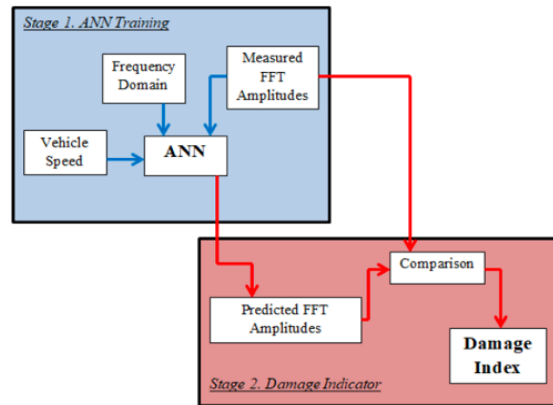 Stage 1. ANN Training
Frequency
Domain
Measured
FFT
Amplitudes
Vehicle
Speed
ANN
Comparison
Predicted FFT
Amplitudes
Damage
Index
Stage 2. Damage Indicator